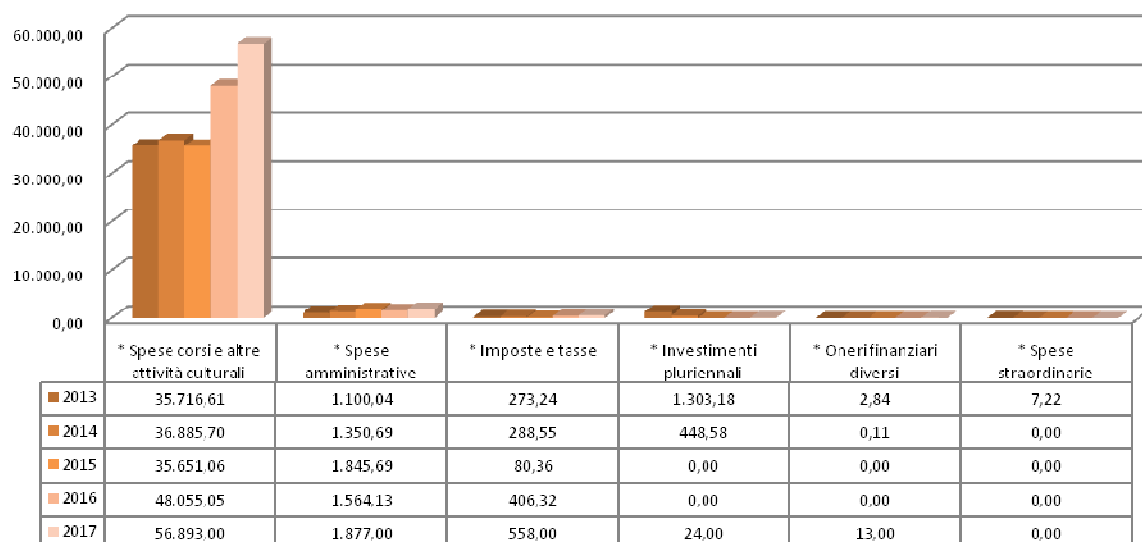 60.000,00
50.000,00
40.000,00
30.000,00
20.000,00
10.000,00
0,00
* Spese corsi e altre attività culturali
* Spese amministrative
* Imposte e tasse
* Investimenti pluriennali
* Oneri finanziari diversi
* Spese straordinarie
2013 35.716,61 1.100,04 273,24 1.303,18 2,84 7,22
2014 36.885,70 1.350,69 288,55 448,58 0,11 0,00
2015 35.651,06 1.845,69 80,36 0,00 0,00 0,00
2016 48.055,05 1.564,13 406,32 0,00 0,00 0,00
2017 56.893,00 1.877,00 558,00 24,00 13,00 0,00